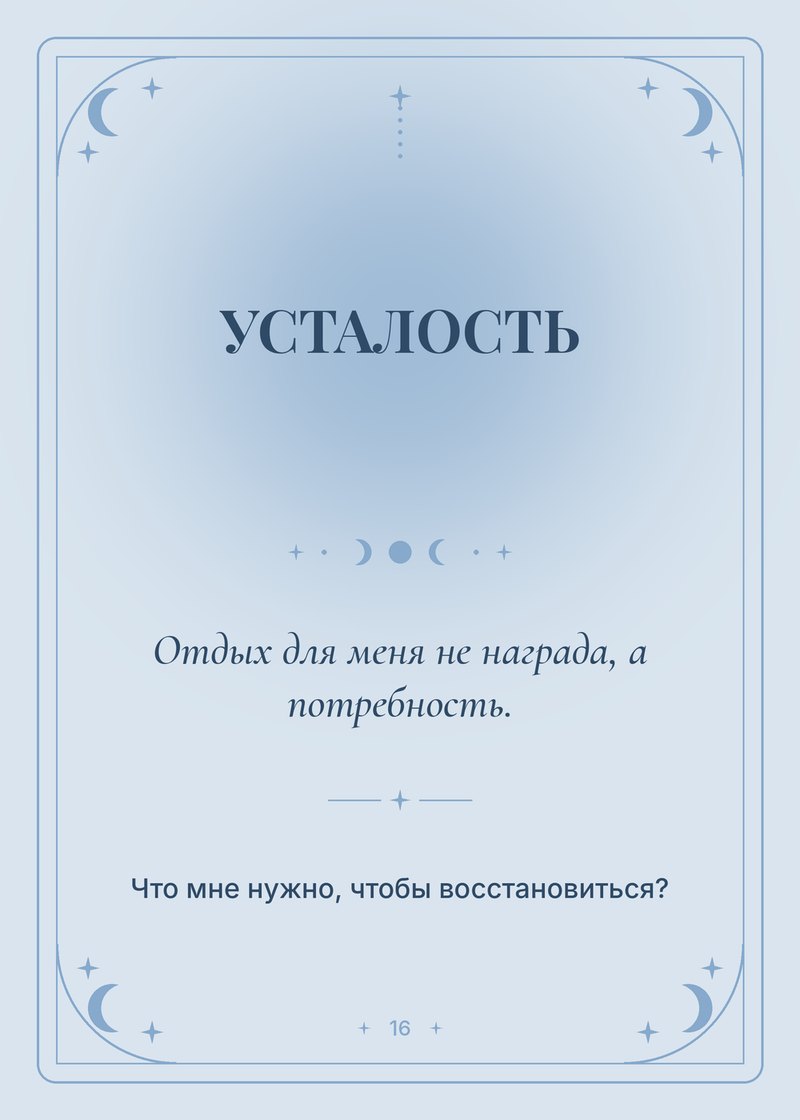 УСТАЛОСТЬ
Отдых для меня не награда, а
потребность.
Что мне нужно, чтобы восстановиться?
16